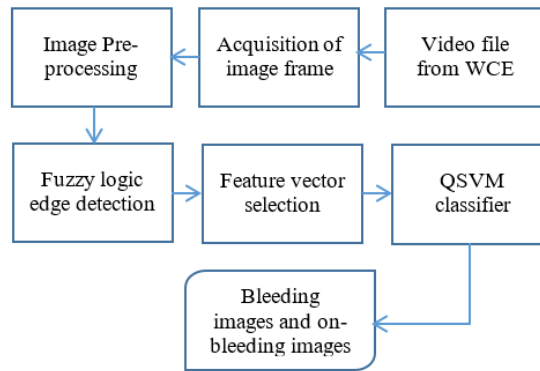 Image Pre-
processing
Acquisition of
image frame
Video file
from WCE
Fuzzy logic
edge detection
Feature vector
selection
QSVM
classifier
Bleeding
images and on-
bleeding images